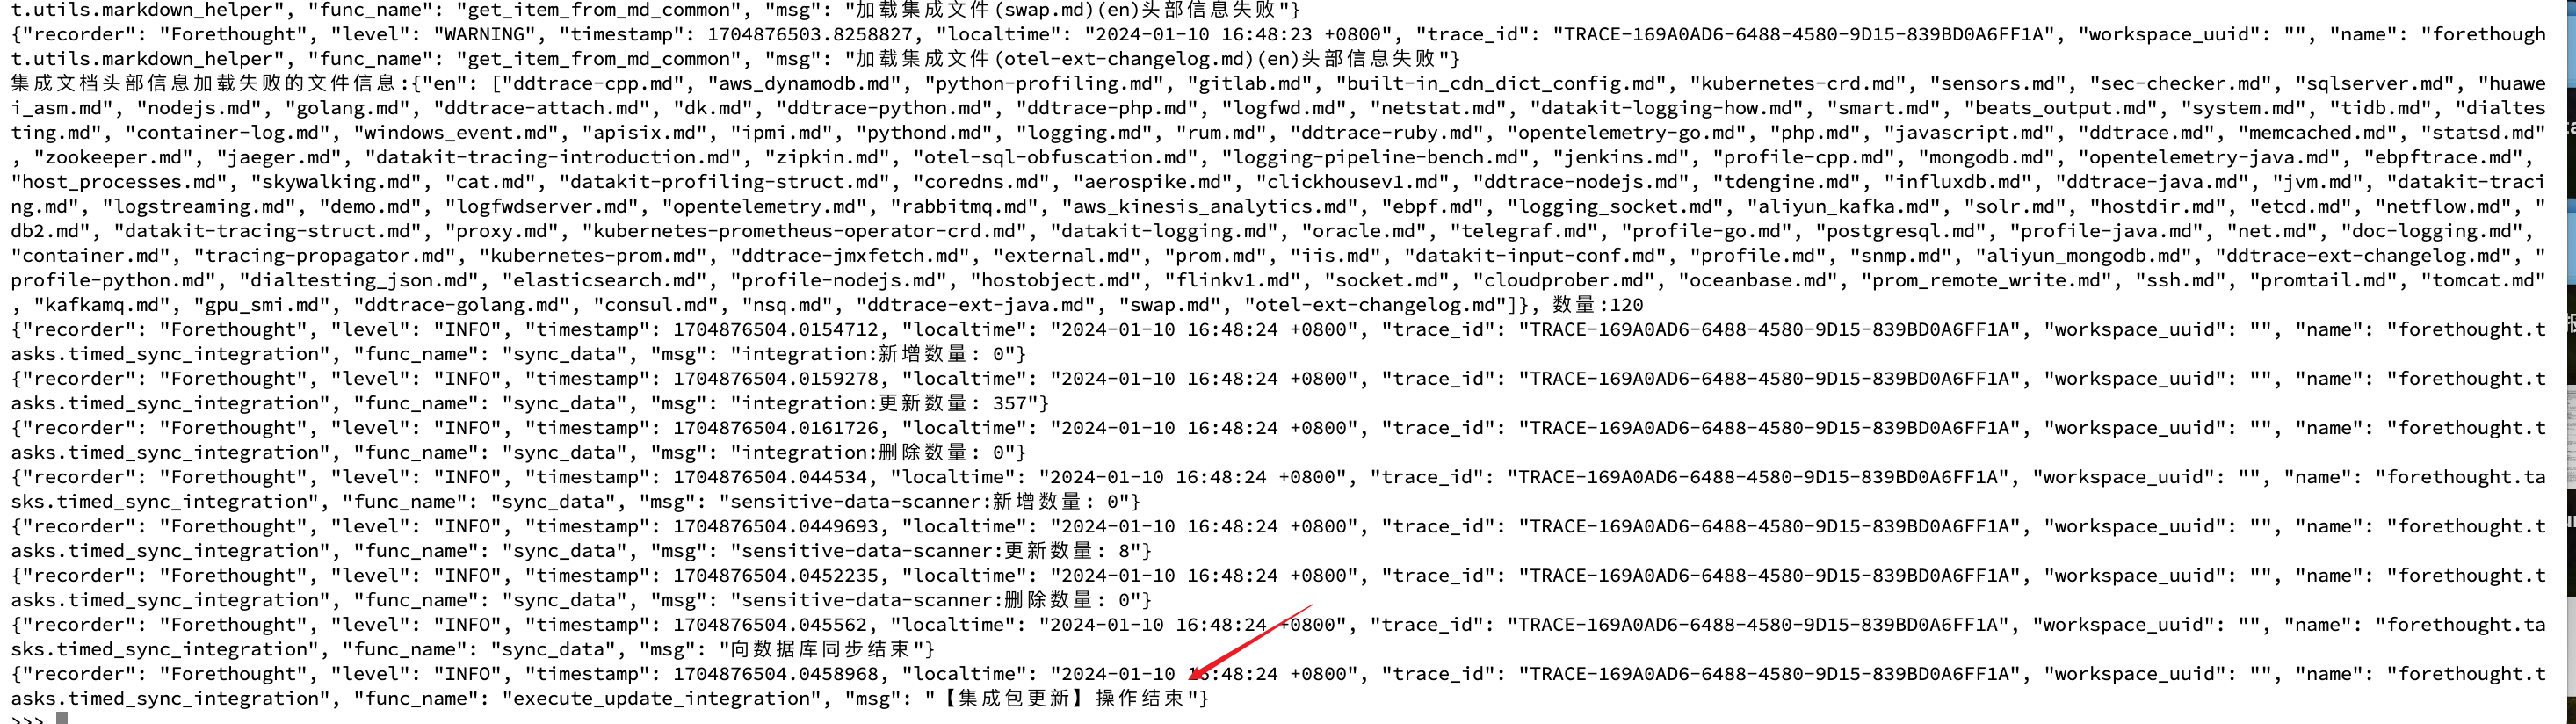 t.utils.markdown_helper", "func_name": "get_item_from_md_common", "msg": "加载集成文件(swap.md)(en)头部信息失败"}
{"recorder": "Forethought", "level": "WARNING", "timestamp": 1704876503.8258827, "localtime": "2024-01-10 16:48:23 +0800", "trace_id": "TRACE-169A0AD6-6488-4580-9D15-839BD0A6FF1A", "workspace_uuid": "", "name": "forethough
t.utils.markdown_helper", "func_name": "get_item_from_md_common", "msg": "加载集成文件(otel-ext-changelog.md)(en)头部信息失败"}
集成文档头部信息加载失败的文件信息:{"en": ["ddtrace-cpp.md", "aws_dynamodb.md", "python-profiling.md", "gitlab.md", "built-in_cdn_dict_config.md", "kubernetes-crd.md", "sensors.md", "sec-checker.md", "sqlserver.md", "huawe
i_asm.md", "nodejs.md", "golang.md", "ddtrace-attach.md", "dk.md", "ddtrace-python.md", "ddtrace-php.md", "logfwd.md", "netstat.md", "datakit-logging-how.md", "smart.md", "beats_output.md", "system.md", "tidb.md", "dialtes
ting.md", "container-log.md", "windows_event.md", "apisix.md", "ipmi.md", "pythond.md", "logging.md", "rum.md", "ddtrace-ruby.md", "opentelemetry-go.md", "php.md", "javascript.md", "ddtrace.md", "memcached.md", "statsd.md"
, "zookeeper.md", "jaeger.md", "datakit-tracing-introduction.md", "zipkin.md", "otel-sql-obfuscation.md", "logging-pipeline-bench.md", "jenkins.md", "profile-cpp.md", "mongodb.md", "opentelemetry-java.md", "ebpftrace.md",
"host_processes.md", "skywalking.md", "cat.md", "datakit-profiling-struct.md", "coredns.md", "aerospike.md", "clickhousev1.md", "ddtrace-nodejs.md", "tdengine.md", "influxdb.md", "ddtrace-java.md", "jvm.md", "datakit-traci
ng.md", "logstreaming.md", "demo.md", "logfwdserver.md", "opentelemetry.md", "rabbitmq.md", "aws_kinesis_analytics.md", "ebpf.md", "logging_socket.md", "aliyun_kafka.md", "solr.md", "hostdir.md", "etcd.md", "netflow.md", "
db2.md", "datakit-tracing-struct.md", "proxy.md", "kubernetes-prometheus-operator-crd.md", "datakit-logging.md", "oracle.md", "telegraf.md", "profile-go.md", "postgresql.md", "profile-java.md", "net.md", "doc-logging.md",
"container.md", "tracing-propagator.md", "kubernetes-prom.md", "ddtrace-jmxfetch.md", "external.md", "prom.md", "iis.md", "datakit-input-conf.md", "profile.md", "snmp.md", "aliyun_mongodb.md", "ddtrace-ext-changelog.md", "
profile-python.md", "dialtesting_json.md", "elasticsearch.md", "profile-nodejs.md", "hostobject.md", "flinkv1.md", "socket.md", "cloudprober.md", "oceanbase.md", "prom_remote_write.md", "ssh.md", "promtail.md", "tomcat.md"
, "kafkamq.md", "gpu_smi.md", "ddtrace-golang.md", "consul.md", "nsq.md", "ddtrace-ext-java.md", "swap.md", "otel-ext-changelog.md"]}, 数量:120
{"recorder": "Forethought", "level": "INFO", "timestamp": 1704876504.0154712, "localtime": "2024-01-10 16:48:24 +0800", "trace_id": "TRACE-169A0AD6-6488-4580-9D15-839BD0A6FF1A", "workspace_uuid": "", "name": "forethought.t
asks.timed_sync_integration", "func_name": "sync_data", "msg": "integration:新增数量: 0"}
{"recorder": "Forethought", "level": "INFO", "timestamp": 1704876504.0159278, "localtime": "2024-01-10 16:48:24 +0800", "trace_id": "TRACE-169A0AD6-6488-4580-9D15-839BD0A6FF1A", "workspace_uuid": "", "name": "forethought.t
asks.timed_sync_integration", "func_name": "sync_data", "msg": "integration:更新数量: 357"}
{"recorder": "Forethought", "level": "INFO", "timestamp": 1704876504.0161726, "localtime": "2024-01-10 16:48:24 +0800", "trace_id": "TRACE-169A0AD6-6488-4580-9D15-839BD0A6FF1A", "workspace_uuid": "", "name": "forethought.t
asks.timed_sync_integration", "func_name": "sync_data", "msg": "integration:删除数量: 0"}
{"recorder": "Forethought", "level": "INFO", "timestamp": 1704876504.044534, "localtime": "2024-01-10 16:48:24 +0800", "trace_id": "TRACE-169A0AD6-6488-4580-9D15-839BD0A6FF1A", "workspace_uuid": "", "name": "forethought.ta
sks.timed_sync_integration", "func_name": "sync_data", "msg": "sensitive-data-scanner:新增数量: 0"}
{"recorder": "Forethought", "level": "INFO", "timestamp": 1704876504.0449693, "localtime": "2024-01-10 16:48:24 +0800", "trace_id": "TRACE-169A0AD6-6488-4580-9D15-839BD0A6FF1A", "workspace_uuid": "", "name": "forethought.t
asks.timed_sync_integration", "func_name": "sync_data", "msg": "sensitive-data-scanner:更新数量: 8"}
{"recorder": "Forethought", "level": "INFO", "timestamp": 1704876504.0452235, "localtime": "2024-01-10 16:48:24 +0800", "trace_id": "TRACE-169A0AD6-6488-4580-9D15-839BD0A6FF1A", "workspace_uuid": "", "name": "forethought.t
asks.timed_sync_integration", "func_name": "sync_data", "msg": "sensitive-data-scanner:删除数量: 0"}
{"recorder": "Forethought", "level": "INFO", "timestamp": 1704876504.045562, "localtime": "2024-01-10 16:48:24 +0800", "trace_id": "TRACE-169A0AD6-6488-4580-9D15-839BD0A6FF1A", "workspace_uuid": "", "name": "forethought.ta
sks.timed_sync_integration", "func_name": "sync_data", "msg": "向数据库同步结束"}
{"recorder": "Forethought", "level": "INFO", "timestamp": 1704876504.0458968, "localtime": "2024-01-10 16:48:24 +0800", "trace_id": "TRACE-169A0AD6-6488-4580-9D15-839BD0A6FF1A", "workspace_uuid": "", "name": "forethought.t
asks.timed_sync_integration", "func_name": "execute_update_integration", "msg": "【集成包更新】操作结束"}
>>>